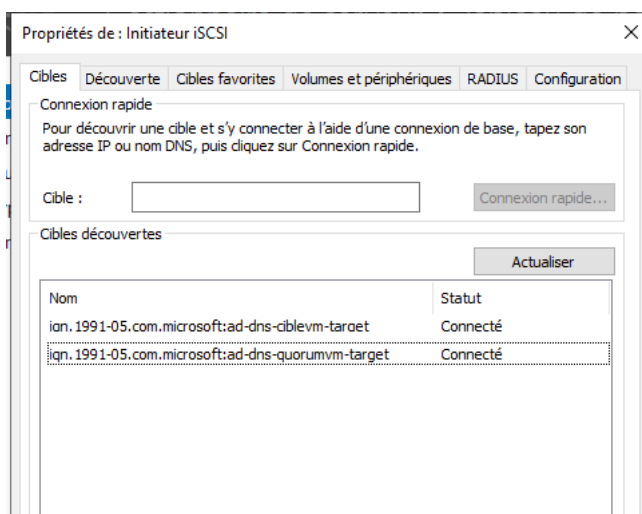 Propriétés de : Initiateur iSCSI
Cibles Découverte Cibles favorites Volumes et périphériques RADIUS Configuration
Connexion rapide
Pour découvrir une cible et s'y connecter à l'aide d'une connexion de base, tapez son
adresse IP ou nom DNS, puis cliquez sur Connexion rapide.
Cible :
Connexion rapide...
Cibles découvertes
Actualiser
Nom Statut
iqn.1991-05.com.microsoft:ad-dns-ciblevm-target Connecté
iqn.1991-05.com.microsoft:ad-dns-quorumvm-target Connecté